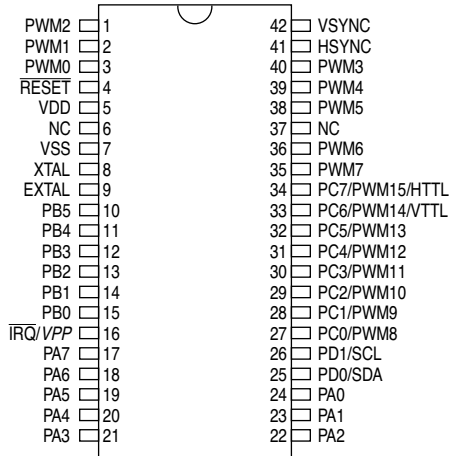 PWM2 1 42 VSYNC
PWM1 2 41 HSYNC
PWM0 3 40 PWM3
RESET 4 39 PWM4
VDD 5 38 PWM5
NC 6 37 NC
VSS 7 36 PWM6
XTAL 8 35 PWM7
EXTAL 9 34 PC7/PWM15/HTTL
PB5 10 33 PC6/PWM14/VTTL
PB4 11 32 PC5/PWM13
PB3 12 31 PC4/PWM12
PB2 13 30 PC3/PWM11
PB1 14 29 PC2/PWM10
PB0 15 28 PC1/PWM9
IRQ/VPP 16 27 PC0/PWM8
PA7 17 26 PD1/SCL
PA6 18 25 PD0/SDA
PA5 19 24 PA0
PA4 20 23 PA1
PA3 21 22 PA2